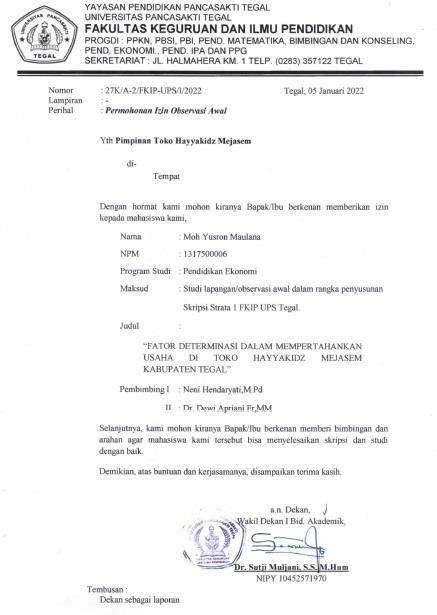 YAYASAN PENDIDIKAN PANCASAKTI TEGAL
UNIVERSITAS PANCASAKTI TEGAL
FAKULTAS KEGURUAN DAN ILMU PENDIDIKAN
PROGDI : PPKN, PBSI, PBI, PEND. MATEMATIKA, BIMBINGAN DAN KONSELING,
PEND. EKONOMI., PEND. IPA DAN PPG
SEKRETARIAT : JL. HALMAHERA KM. 1 TELP. (0283) 357122 TEGAL
TEGAL
Nomor : 27K/A-2/FKIP-UPS/I/2022 Tegal, 05 Januari 2022
Lampiran : -
Perihal : Permohonan Izin Observasi Awal
Yth Pimpinan Toko Hayyakidz Mejasem
di-
Tempat
Dengan hormat kami mohon kiranya Bapak/Ibu berkenan memberikan izin
kepada mahasiswa kami,
Nama : Moh Yusron Maulana
NPM : 1317500006
Program Studi : Pendidikan Ekonomi
Maksud : Studi lapangan/observasi awal dalam rangka penyusunan
Skripsi Strata 1 FKIP UPS Tegal.
Judul :
"FATOR DETERMINASI DALAM MEMPERTAHANKAN
USAHA DI TOKO HAYYAKIDZ MEJASEM
KABUPATEN TEGAL"
Pembimbing I : Neni Hendaryati,M.Pd
II : Dr. Dewi Apriani Fr,MM
Selanjutnya, kami mohon kiranya Bapak/Ibu berkenan memberi bimbingan dan
arahan agar mahasiswa kami tersebut bisa menyelesaikan skripsi dan studi
dengan baik.
Demikian, atas bantuan dan kerjasamanya, disampaikan terima kasih.
a.n. Dekan,
Wakil Dekan I Bid. Akademik,
Dr. Sutji Muljani, S.S, M.Hum
NIPY 10452571970
Tembusan :
Dekan sebagai laporan